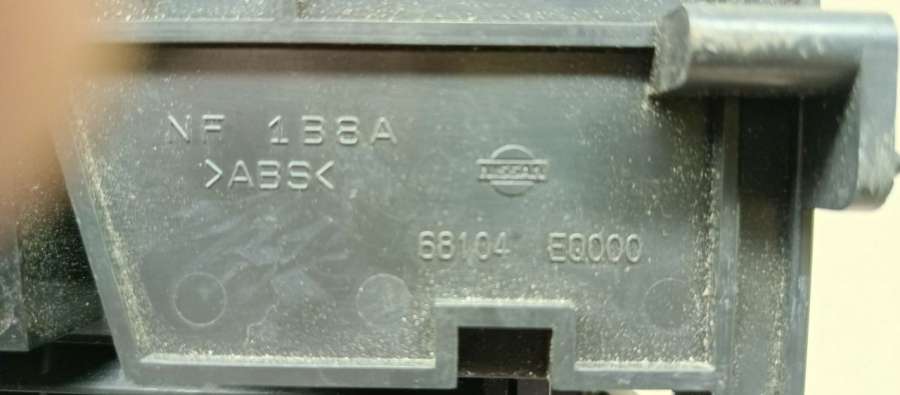 NF 1B8A
>ABS<
NISSAN
68104 EQ000